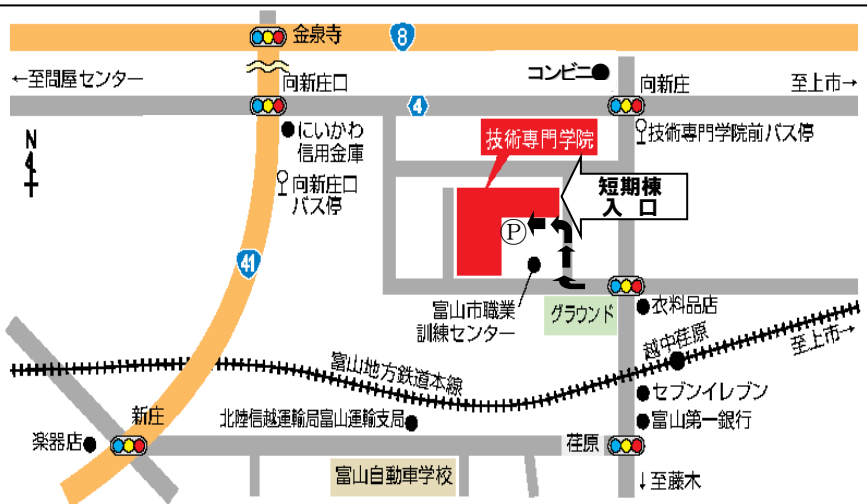 金泉寺
8
コンビニ
←至問屋センター
向新庄口
向新庄
至上市→
4
にいかわ
信用金庫
技術専門学院
技術専門学院前バス停
N
向新庄口
バス停
短期棟
入口
P
41
富山市職業
訓練センター
グラウンド
衣料品店
越中荏原
至上市→
富山地方鉄道本線
セブンイレブン
新庄
北陸信越運輸局富山運輸支局
富山第一銀行
楽器店
荏原
富山自動車学校
↓至藤木